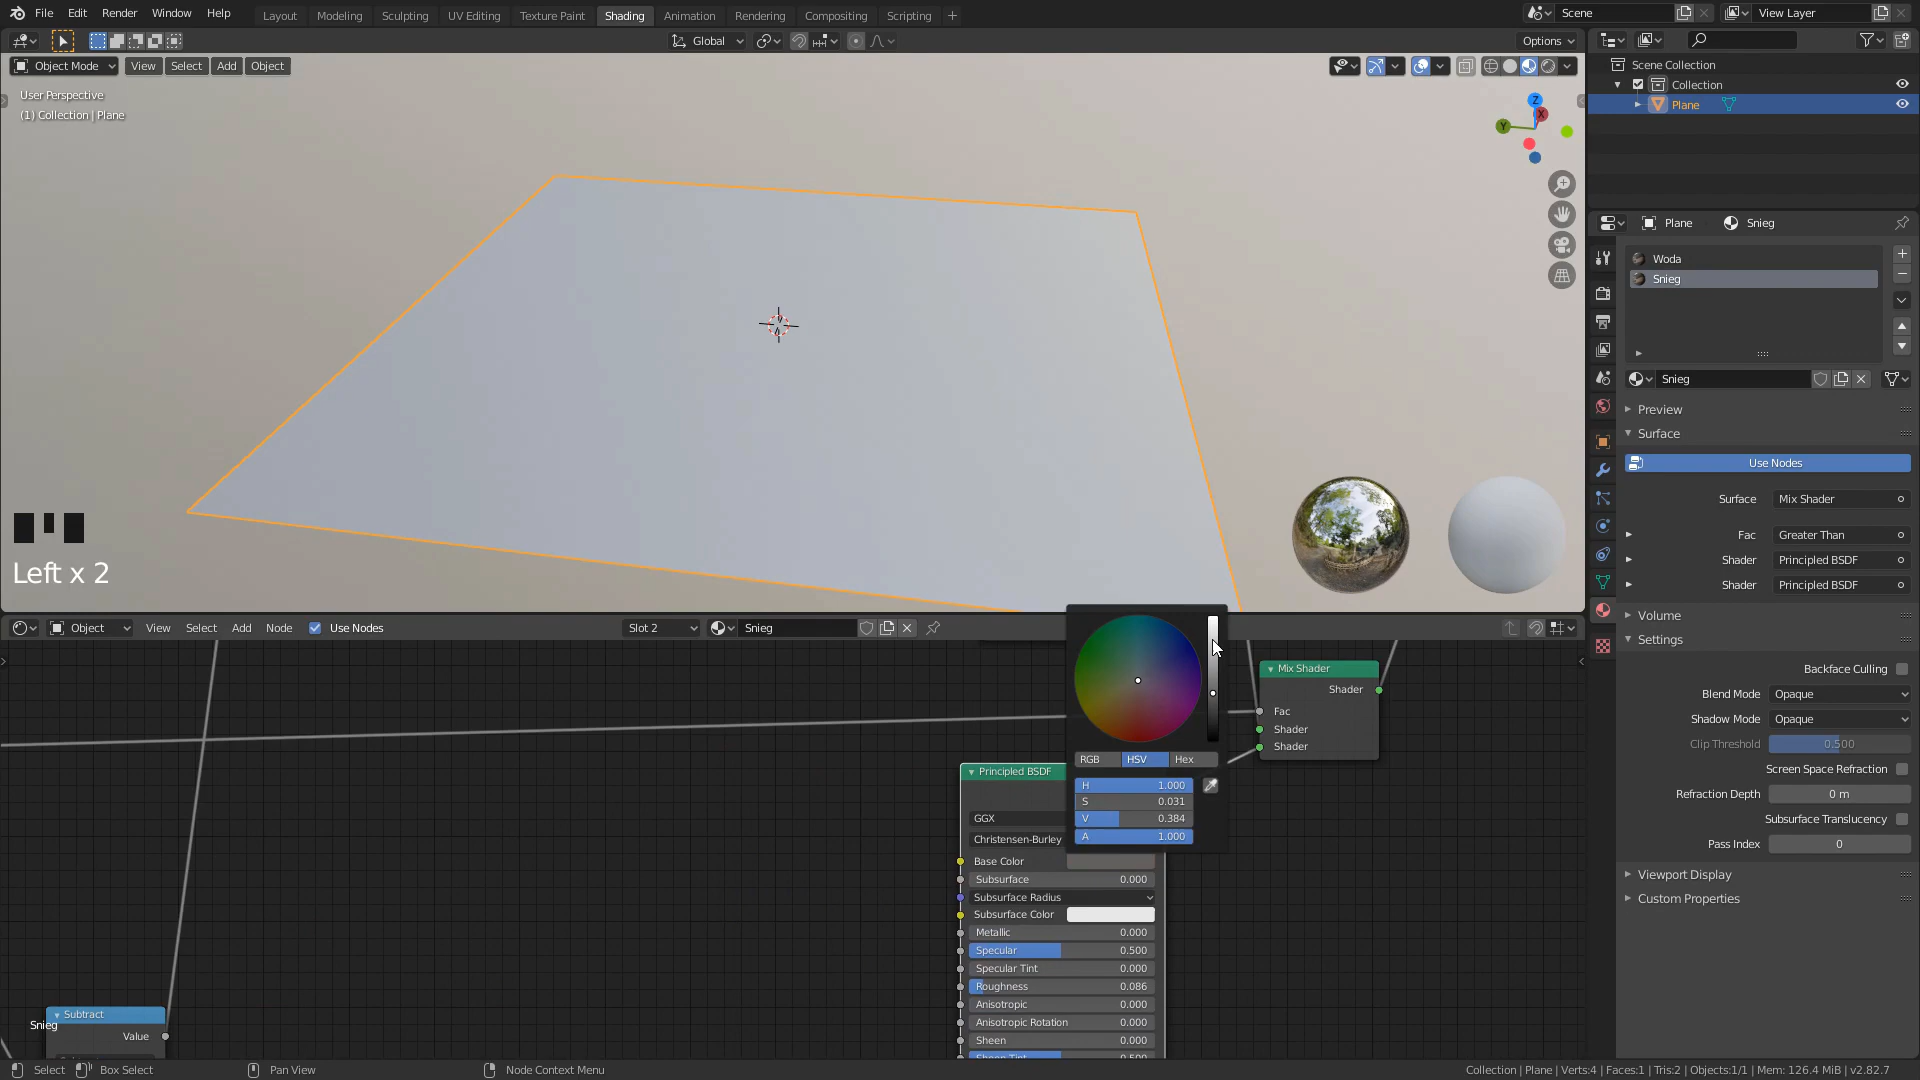 File Edit Render Window Help
Layout Modeling Sculpting UV Editing Texture Paint Shading Animation Rendering Compositing Scripting +
Scene
View Layer
Global
Options
Object Mode View Select Add Object
User Perspective
(1) Collection | Plane
Z
X
Y
Left x 2
Scene Collection
Collection
Plane
Plane Snieg
Woda
Snieg
Snieg
Preview
Surface
Use Nodes
Surface Mix Shader
Fac Greater Than
Shader Principled BSDF
Shader Principled BSDF
Volume
Settings
Backface Culling
Blend Mode Opaque
Shadow Mode Opaque
Clip Threshold 0.500
Screen Space Refraction
Refraction Depth 0 m
Subsurface Translucency
Pass Index 0
Viewport Display
Custom Properties
Object View Select Add Node Use Nodes Slot 2 Snieg
Mix Shader
Shader
Fac
Shader
Shader
RGB HSV Hex
H 1.000
S 0.031
V 0.384
A 1.000
Principled BSDF
GGX
Christensen-Burley
Base Color
Subsurface 0.000
Subsurface Radius
Subsurface Color
Metallic 0.000
Specular 0.500
Specular Tint 0.000
Roughness 0.086
Anisotropic 0.000
Anisotropic Rotation 0.000
Sheen 0.000
Sheen Tint 0.500
Subtract
Snieg
Value
Select Box Select Pan View Node Context Menu
Collection | Plane | Verts:4 | Faces:1 | Tris:2 | Objects:1/1 | Mem: 126.4 MiB | v2.82.7